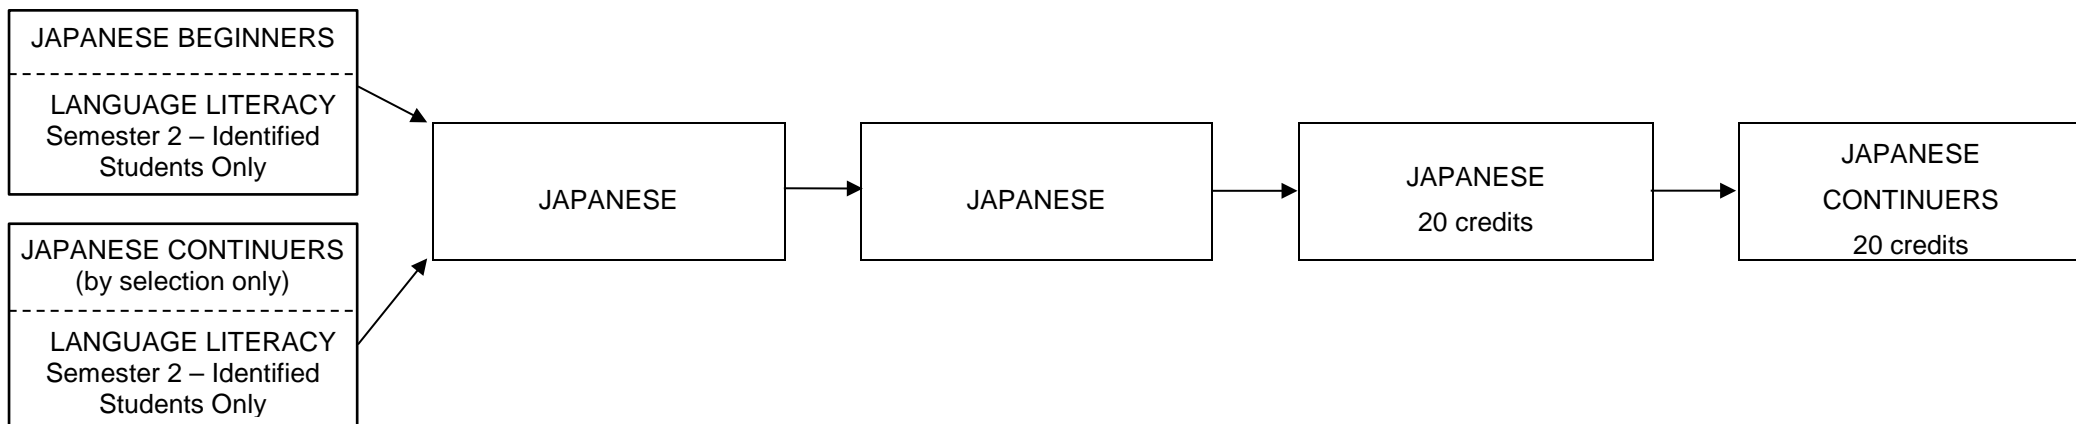 JAPANESE BEGINNERS
LANGUAGE LITERACY
Semester 2 – Identified
Students Only
JAPANESE CONTINUERS
(by selection only)
LANGUAGE LITERACY
Semester 2 – Identified
Students Only
JAPANESE
JAPANESE
JAPANESE
20 credits
JAPANESE
CONTINUERS
20 credits